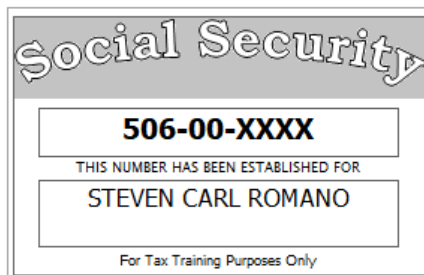 Social Security
506-00-XXXX
THIS NUMBER HAS BEEN ESTABLISHED FOR
STEVEN CARL ROMANO
For Tax Training Purposes Only